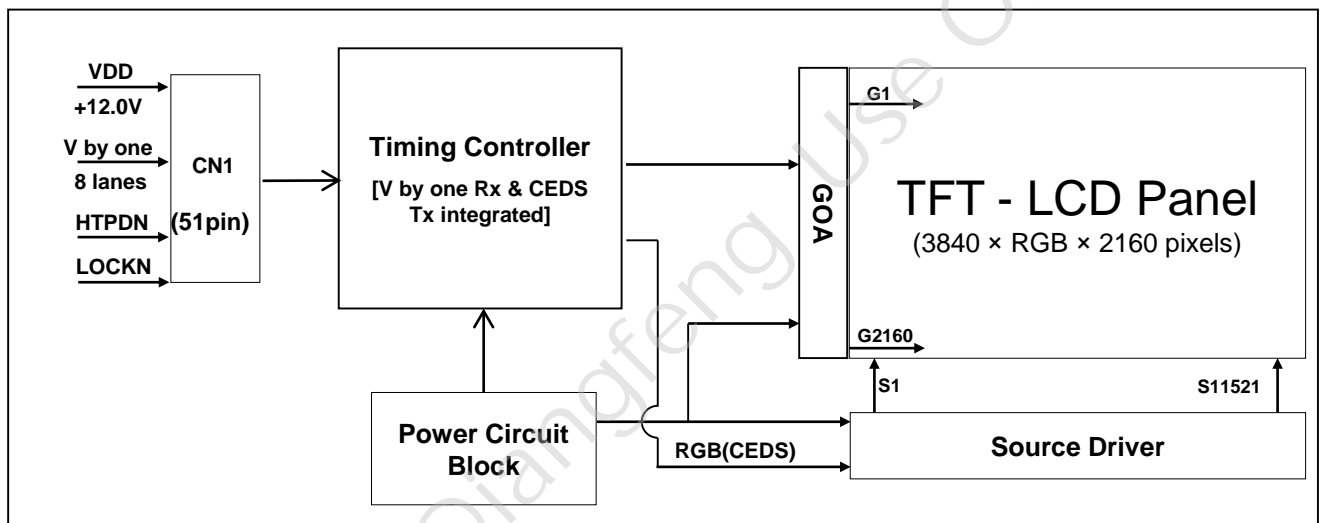 VDD
+12.0V
V by one
8 lanes
HTPDN
LOCKN
CN1
(51pin)
Timing Controller
[V by one Rx & CEDS
Tx integrated]
Power Circuit
Block
RGB(CEDS)
GOA
G1
TFT - LCD Panel
(3840 × RGB × 2160 pixels)
G2160
S1
S11521
Source Driver
Qiangfeng Use O